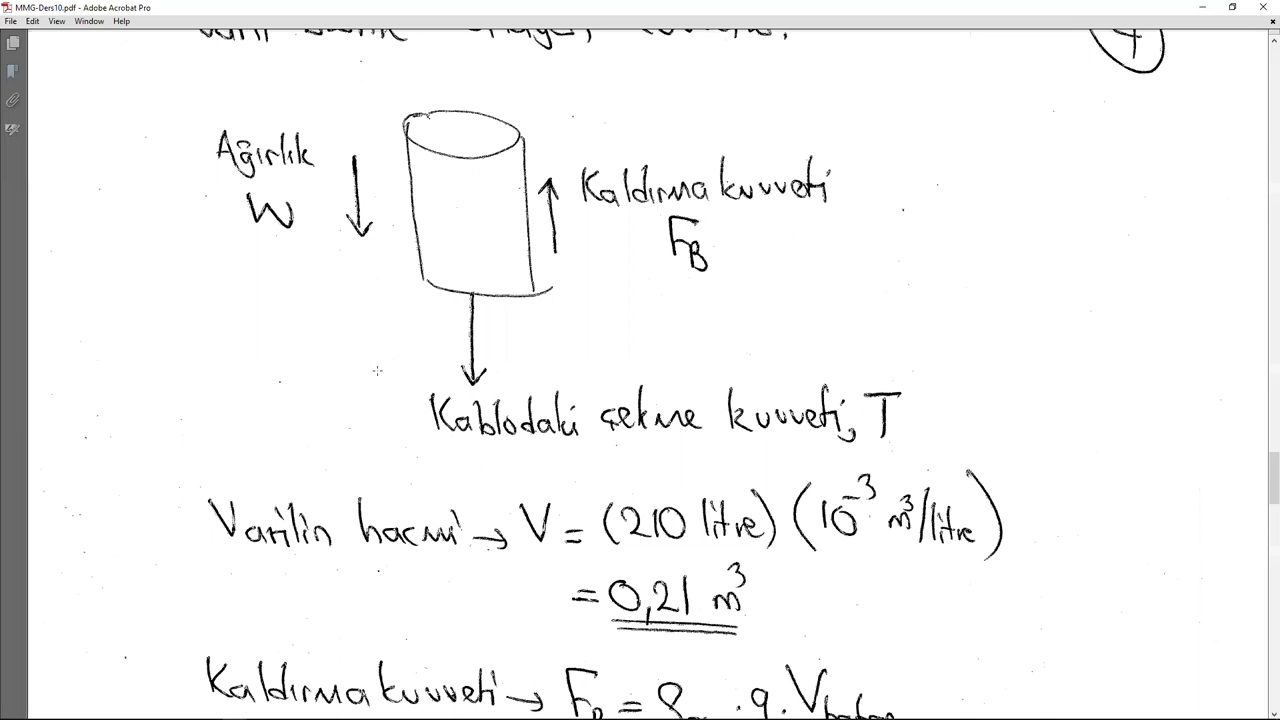 MMG-Ders10.pdf - Adobe Acrobat Pro
File Edit View Window Help
Ağırlık
W
Kaldırma kuvveti
F_B
Kablodaki çekme kuvveti, T
Varilin hacmi → V = (210 litre) (10⁻³ m³/litre)
= 0,21 m³
Kaldırma kuvveti → F_B = . g . V